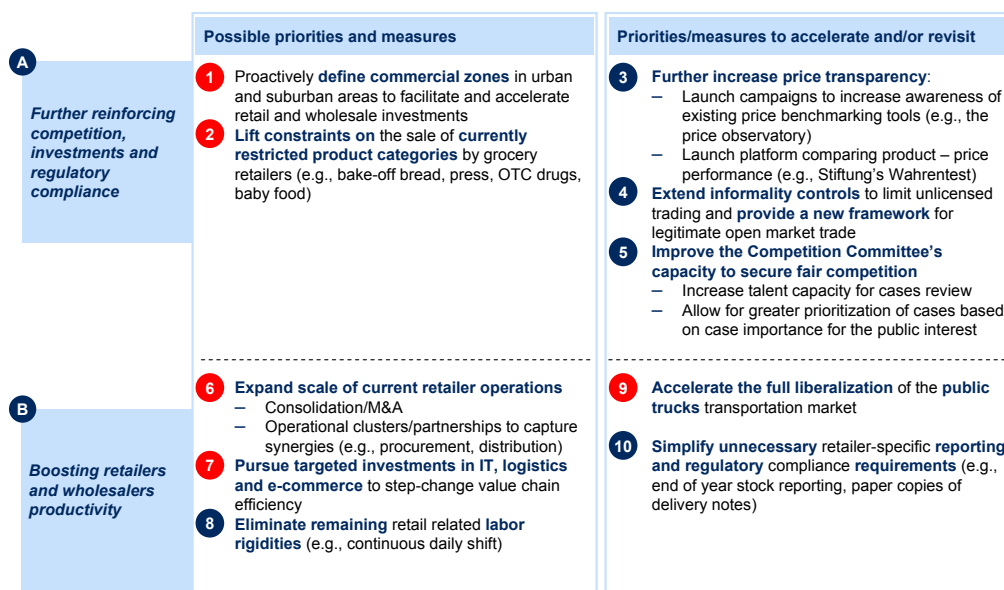 Possible priorities and measures
Priorities/measures to accelerate and/or revisit
A
Further reinforcing
competition,
investments and
regulatory
compliance
1 Proactively define commercial zones in urban
and suburban areas to facilitate and accelerate
retail and wholesale investments
2 Lift constraints on the sale of currently
restricted product categories by grocery
retailers (e.g., bake-off bread, press, OTC drugs,
baby food)
3 Further increase price transparency:
– Launch campaigns to increase awareness of
existing price benchmarking tools (e.g., the
price observatory)
– Launch platform comparing product – price
performance (e.g., Stiftung's Wahrentest)
4 Extend informality controls to limit unlicensed
trading and provide a new framework for
legitimate open market trade
5 Improve the Competition Committee's
capacity to secure fair competition
– Increase talent capacity for cases review
– Allow for greater prioritization of cases based
on case importance for the public interest
B
Boosting retailers
and wholesalers
productivity
6 Expand scale of current retailer operations
– Consolidation/M&A
– Operational clusters/partnerships to capture
synergies (e.g., procurement, distribution)
7 Pursue targeted investments in IT, logistics
and e-commerce to step-change value chain
efficiency
8 Eliminate remaining retail related labor
rigidities (e.g., continuous daily shift)
9 Accelerate the full liberalization of the public
trucks transportation market
10 Simplify unnecessary retailer-specific reporting
and regulatory compliance requirements (e.g.,
end of year stock reporting, paper copies of
delivery notes)